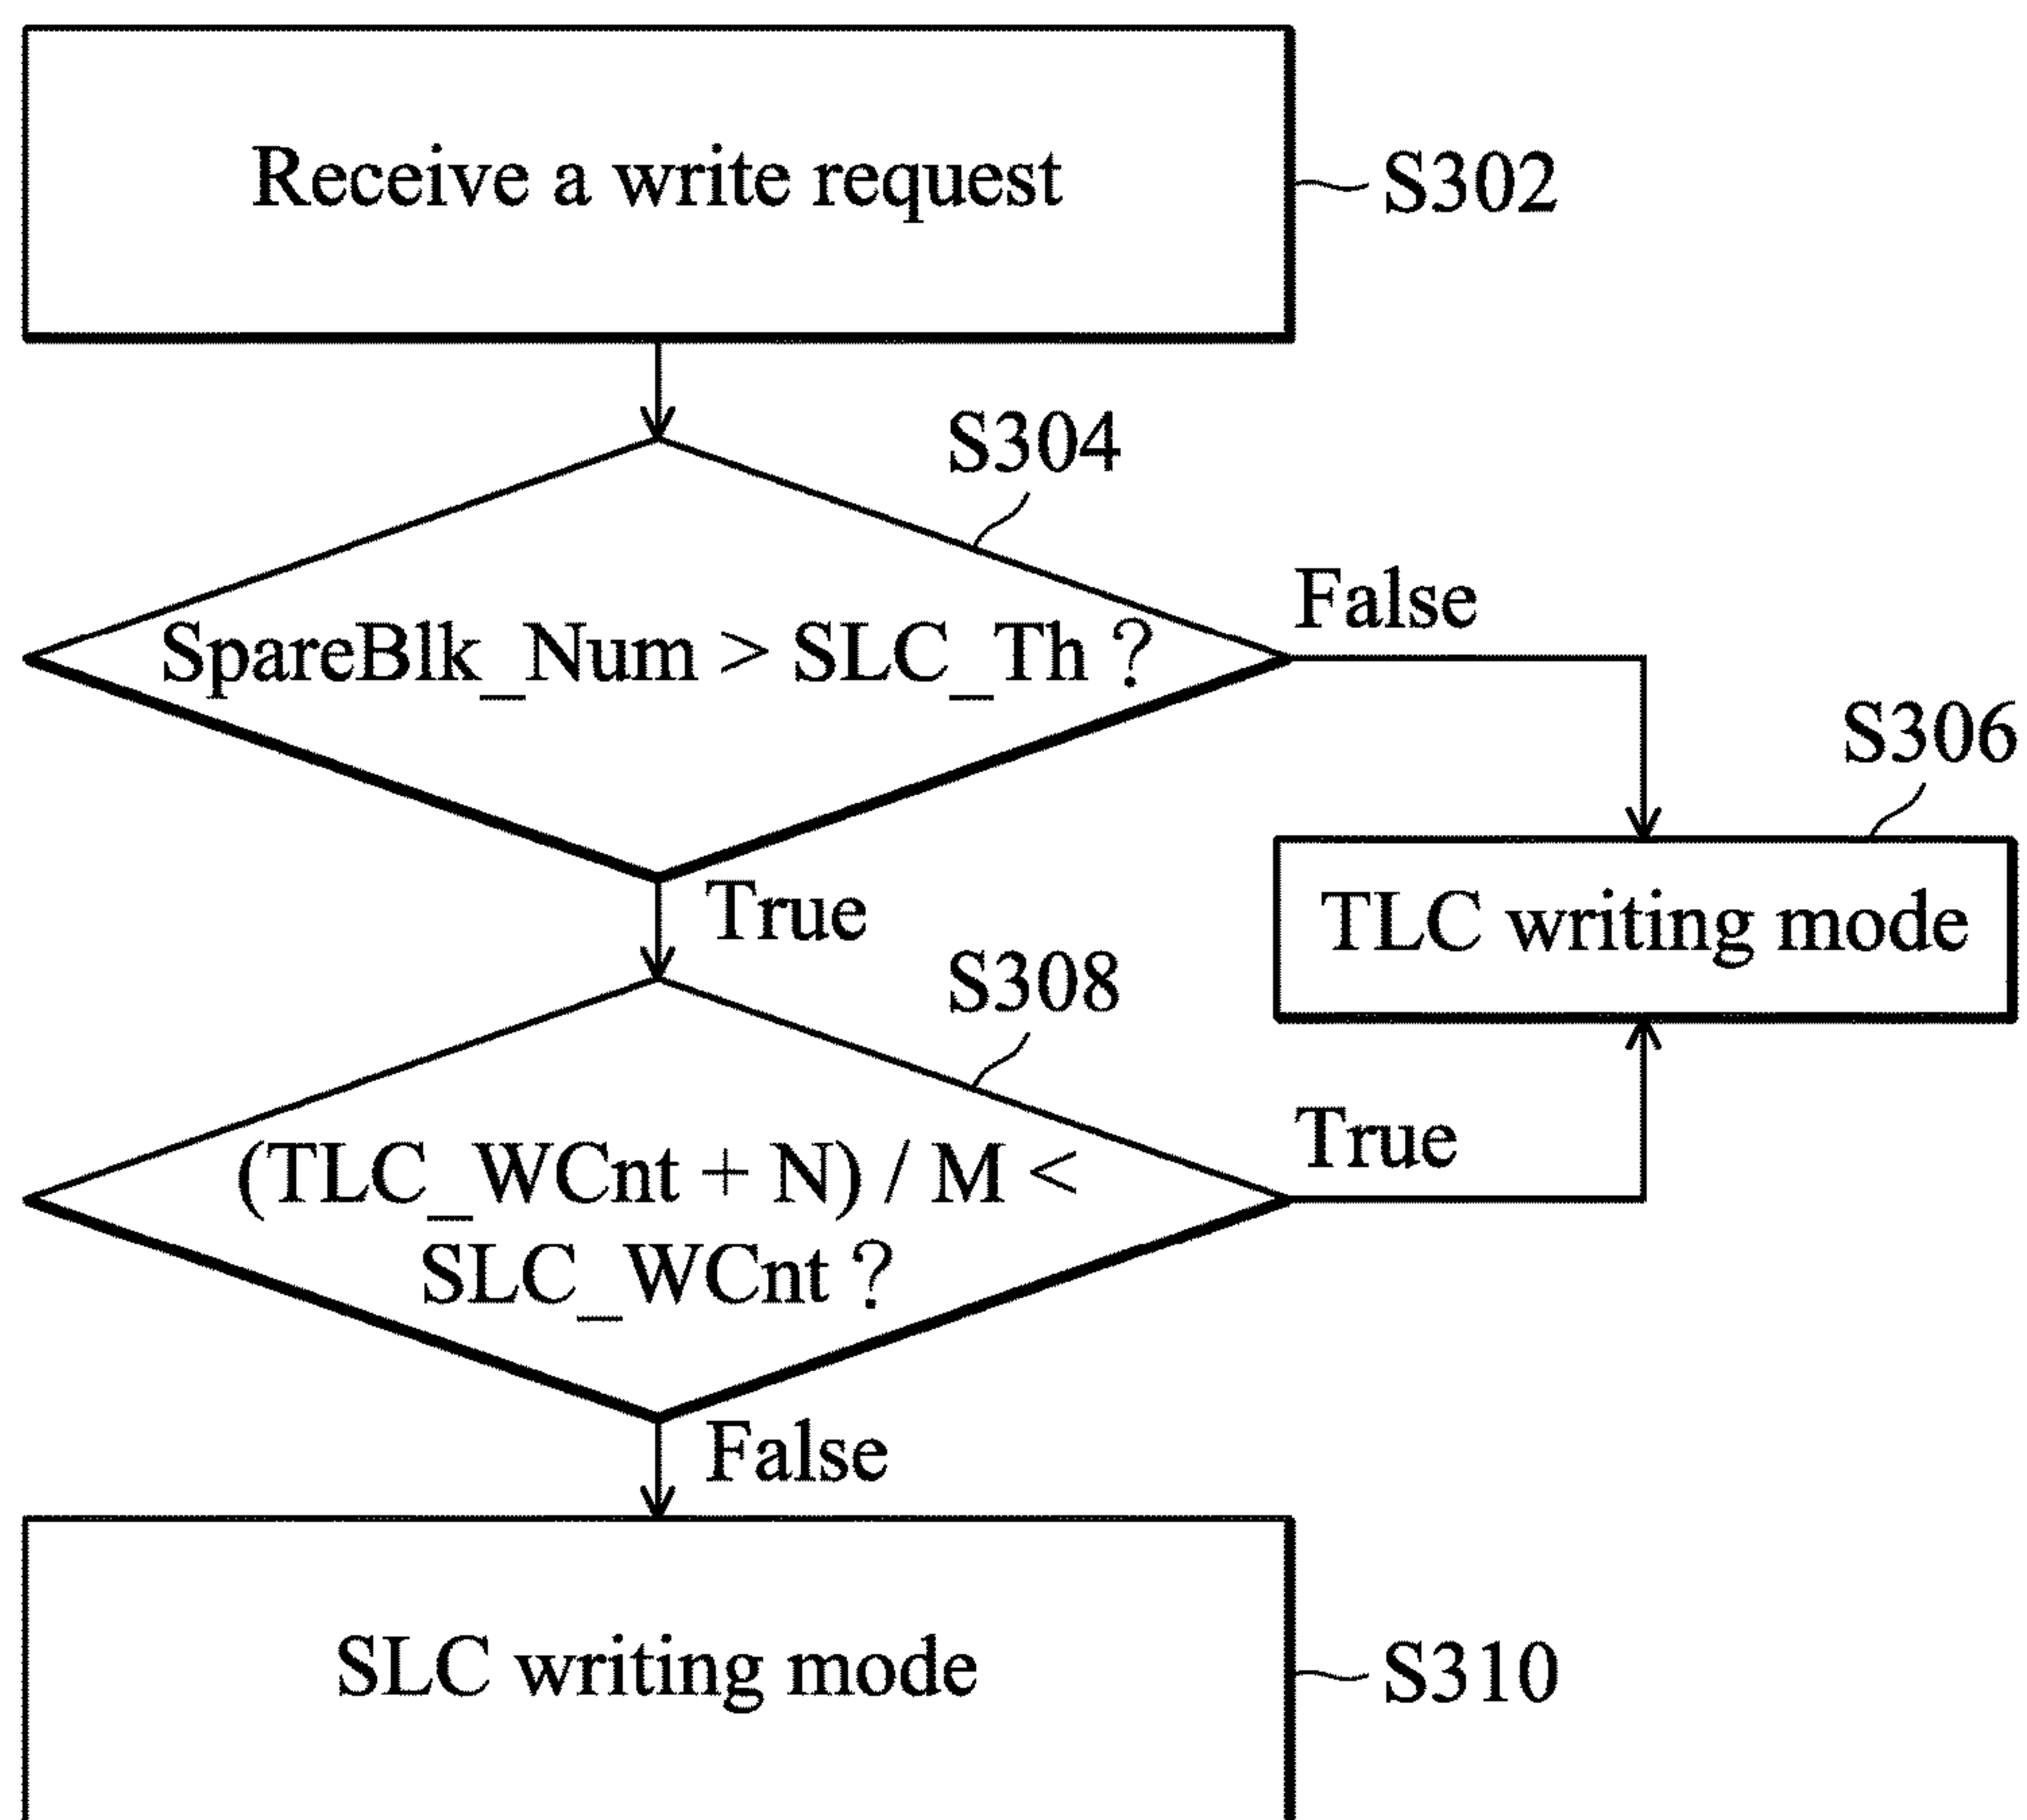 Receive a write request
S302
S304
SpareBlk_Num > SLC_Th ?
False
S306
TLC writing mode
True
S308
(TLC_WCnt + N) / M <
SLC_WCnt ?
True
False
SLC writing mode
S310